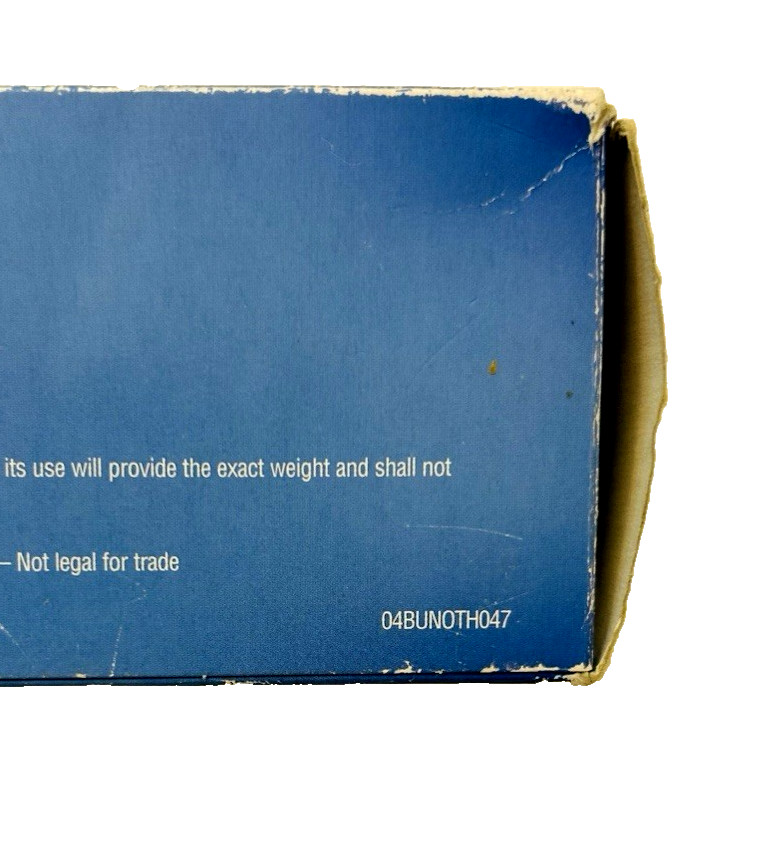 its use will provide the exact weight and shall not
– Not legal for trade
04BUNOTH047